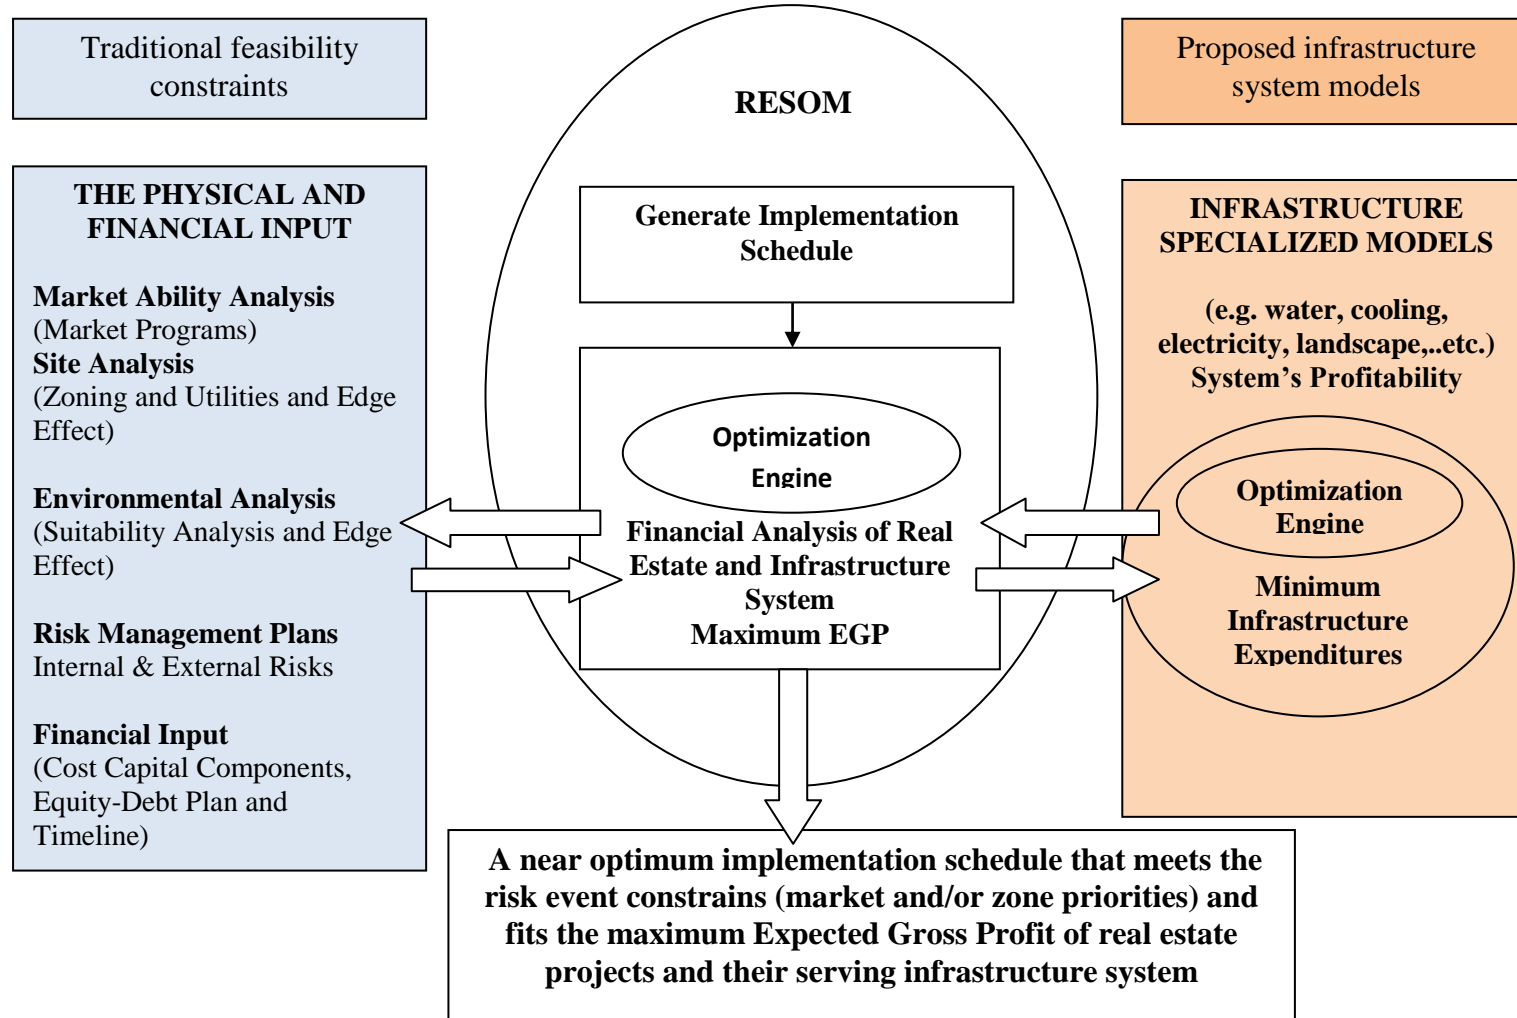 Traditional feasibility
constraints
THE PHYSICAL AND
FINANCIAL INPUT
Market Ability Analysis
(Market Programs)
Site Analysis
(Zoning and Utilities and Edge
Effect)
Environmental Analysis
(Suitability Analysis and Edge
Effect)
Risk Management Plans
Internal & External Risks
Financial Input
(Cost Capital Components,
Equity-Debt Plan and
Timeline)
RESOM
Generate Implementation
Schedule
Optimization
Engine
Financial Analysis of Real
Estate and Infrastructure
System
Maximum EGP
Proposed infrastructure
system models
INFRASTRUCTURE
SPECIALIZED MODELS
(e.g. water, cooling,
electricity, landscape,..etc.)
System’s Profitability
Optimization
Engine
Minimum
Infrastructure
Expenditures
A near optimum implementation schedule that meets the
risk event constrains (market and/or zone priorities) and
fits the maximum Expected Gross Profit of real estate
projects and their serving infrastructure system